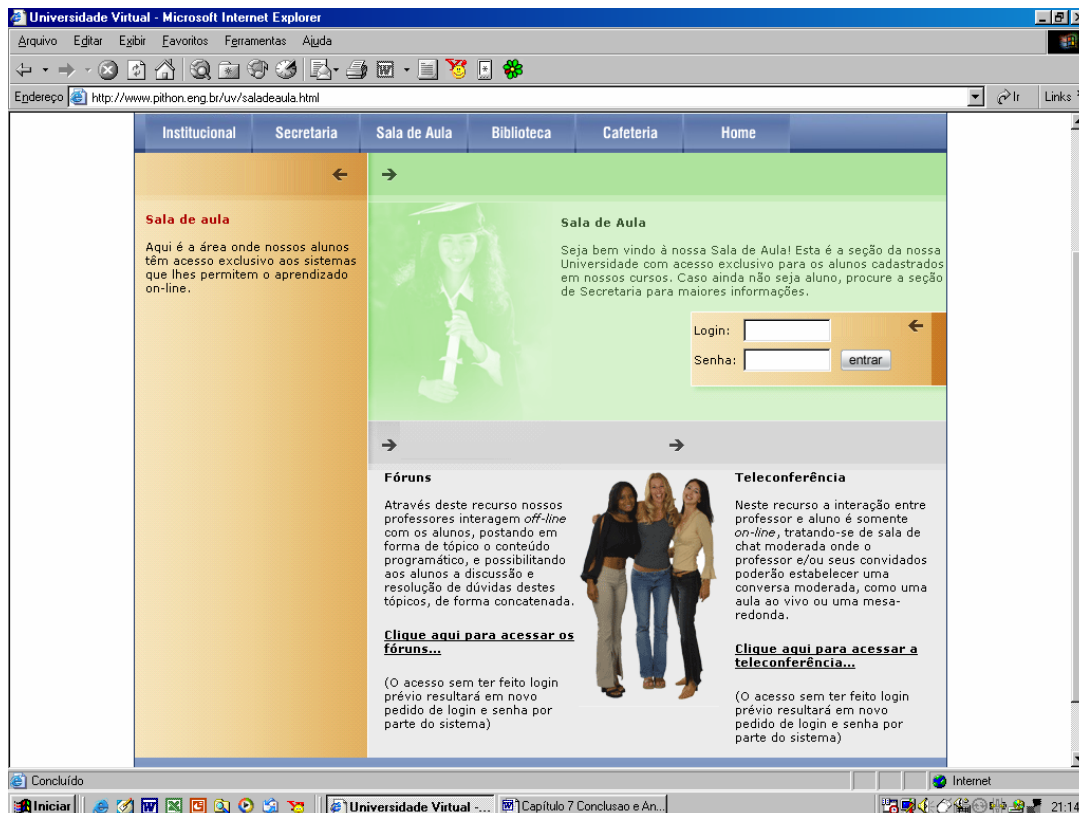 Universidade Virtual - Microsoft Internet Explorer
Arquivo Editar Exibir Favoritos Ferramentas Ajuda
Endereço http://www.pithon.eng.br/uv/saladeaula.html Ir Links
Institucional Secretaria Sala de Aula Biblioteca Cafeteria Home
Sala de aula
Aqui é a área onde nossos alunos
têm acesso exclusivo aos sistemas
que lhes permitem o aprendizado
on-line.
Sala de Aula
Seja bem vindo à nossa Sala de Aula! Esta é a seção da nossa
Universidade com acesso exclusivo para os alunos cadastrados
em nossos cursos. Caso ainda não seja aluno, procure a seção
de Secretaria para maiores informações.
Login:
Senha: entrar
Fóruns
Através deste recurso nossos
professores interagem off-line
com os alunos, postando em
forma de tópico o conteúdo
programático, e possibilitando
aos alunos a discussão e
resolução de dúvidas destes
tópicos, de forma concatenada.
Clique aqui para acessar os
fóruns...
(O acesso sem ter feito login
prévio resultará em novo
pedido de login e senha por
parte do sistema)
Teleconferência
Neste recurso a interação entre
professor e aluno é somente
on-line, tratando-se de sala de
chat moderada onde o
professor e/ou seus convidados
poderão estabelecer uma
conversa moderada, como uma
aula ao vivo ou uma mesa-
redonda.
Clique aqui para acessar a
teleconferência...
(O acesso sem ter feito login
prévio resultará em novo
pedido de login e senha por
parte do sistema)
Concluído Internet
Iniciar Universidade Virtual -... Capítulo 7 Conclusao e An... 21:14